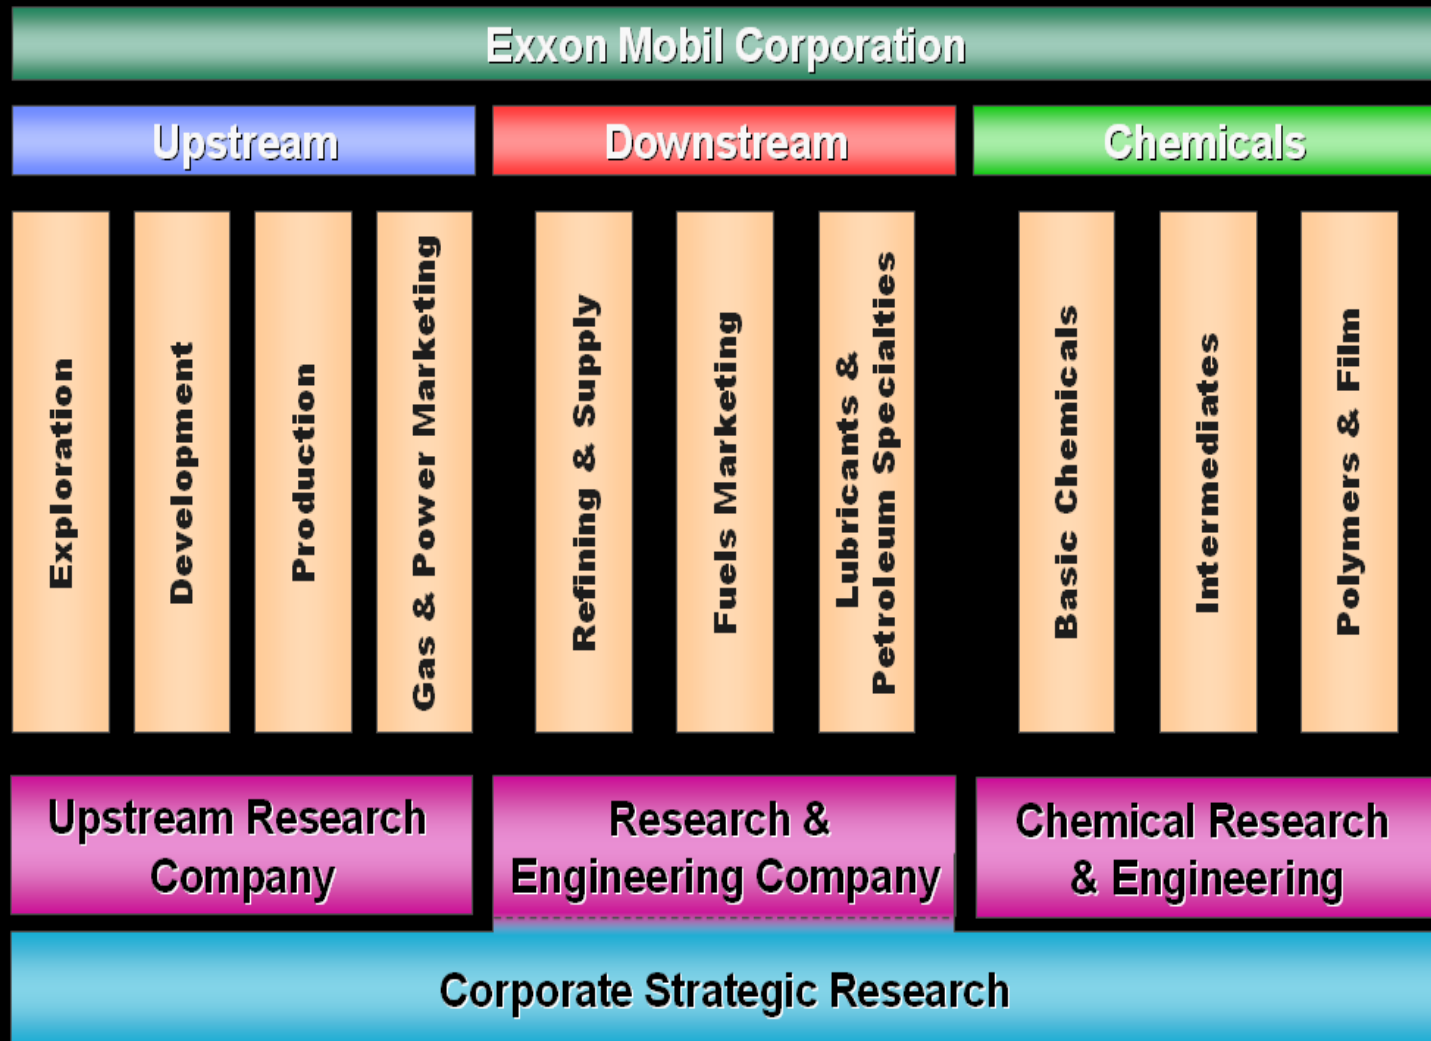 Exxon Mobil Corporation
Upstream
Downstream
Chemicals
Exploration
Development
Production
Gas & Power Marketing
Refining & Supply
Fuels Marketing
Lubricants &
Petroleum Specialties
Basic Chemicals
Intermediates
Polymers & Film
Upstream Research
Company
Research &
Engineering Company
Chemical Research
& Engineering
Corporate Strategic Research